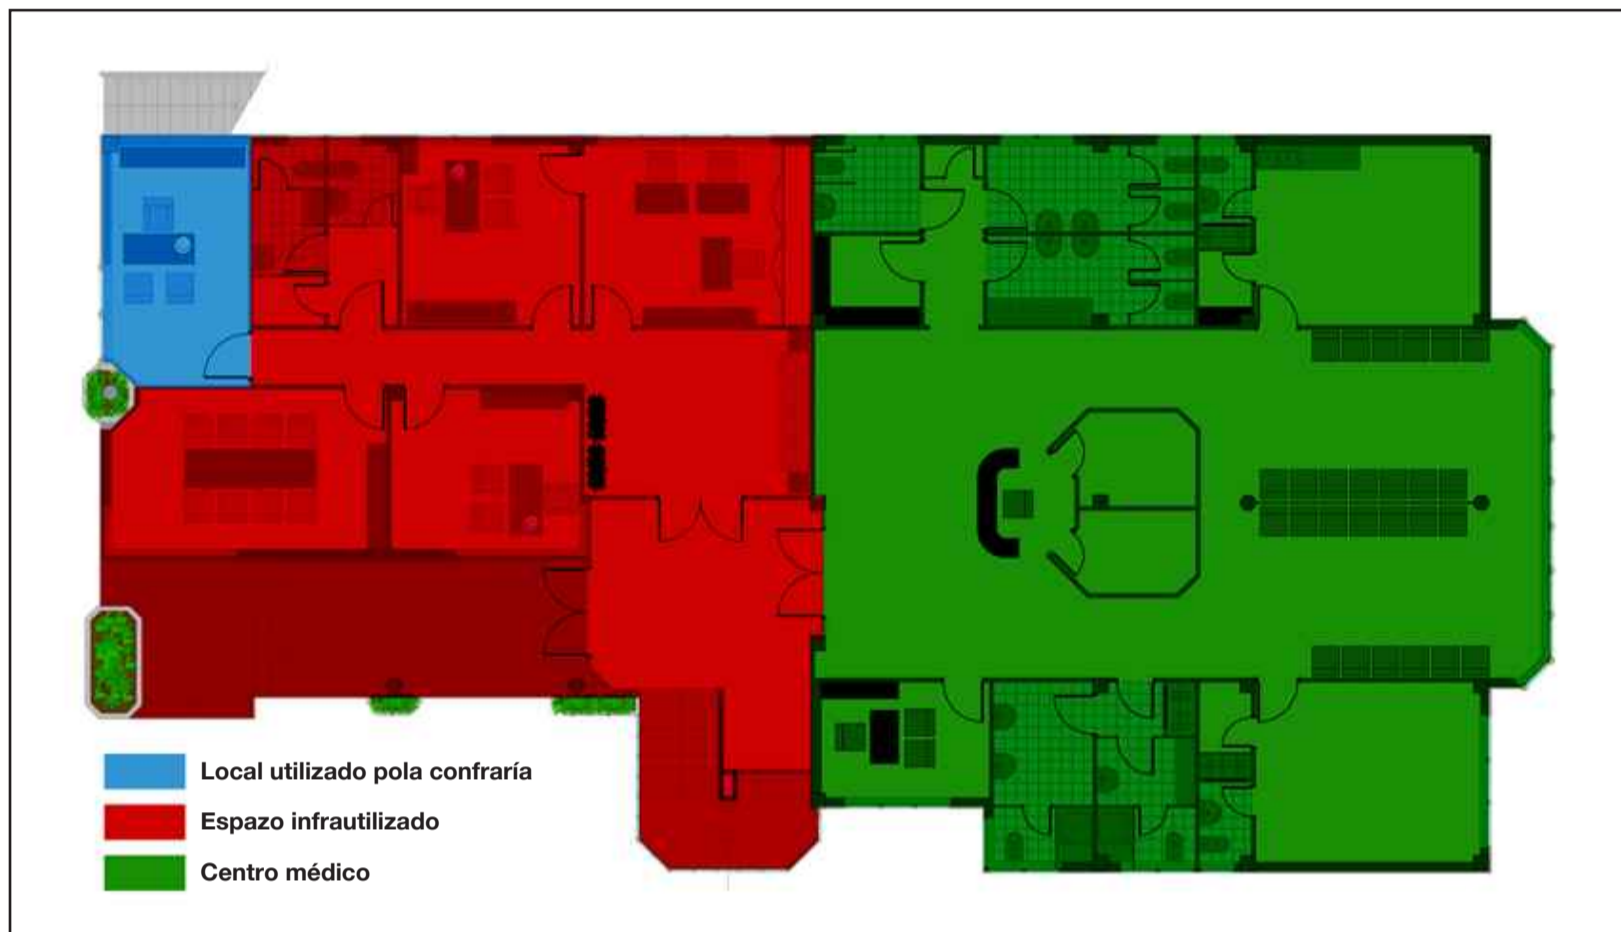 Local utilizado pola confraría
Espazo infrautilizado
Centro médico